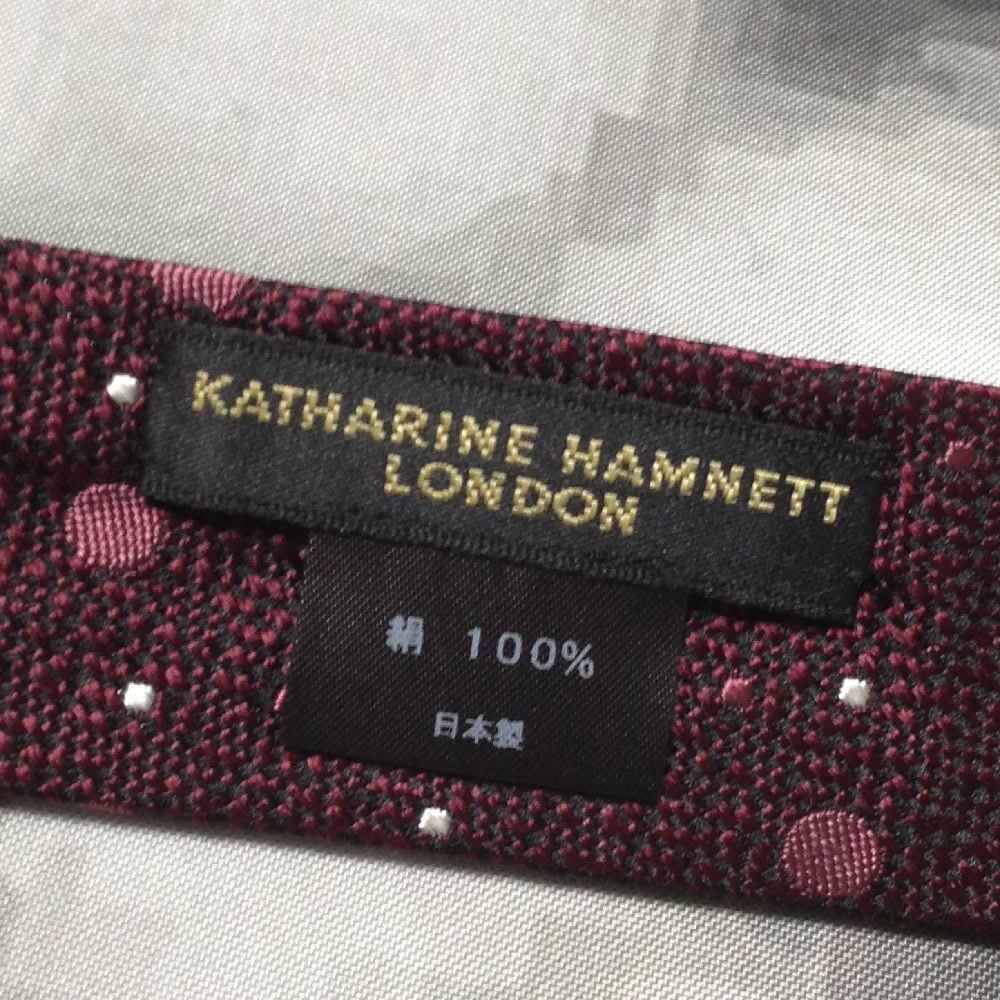 KATHARINE HAMNETT
LONDON
絹 100%
日本製